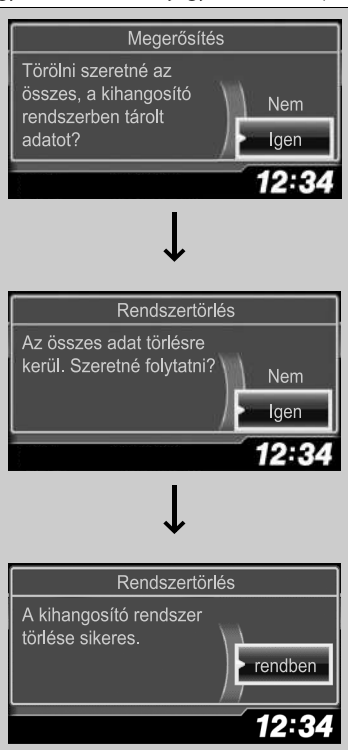 Megerősítés
Törölni szeretné az
összes, a kihangosító
rendszerben tárolt
adatot?
Nem
Igen
12:34
Rendszertörlés
Az összes adat törlésre
kerül. Szeretné folytatni?
Nem
Igen
12:34
Rendszertörlés
A kihangosító rendszer
törlése sikeres.
rendben
12:34